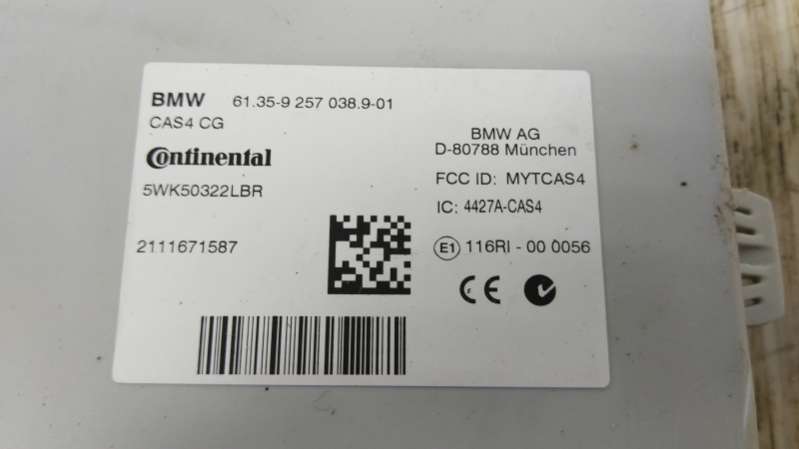 BMW 61.35-9 257 038.9-01
CAS4 CG
Continental
5WK50322LBR
2111671587
BMW AG
D-80788 München
FCC ID: MYTCAS4
IC: 4427A-CAS4
E1 116RI - 00 0056
CE